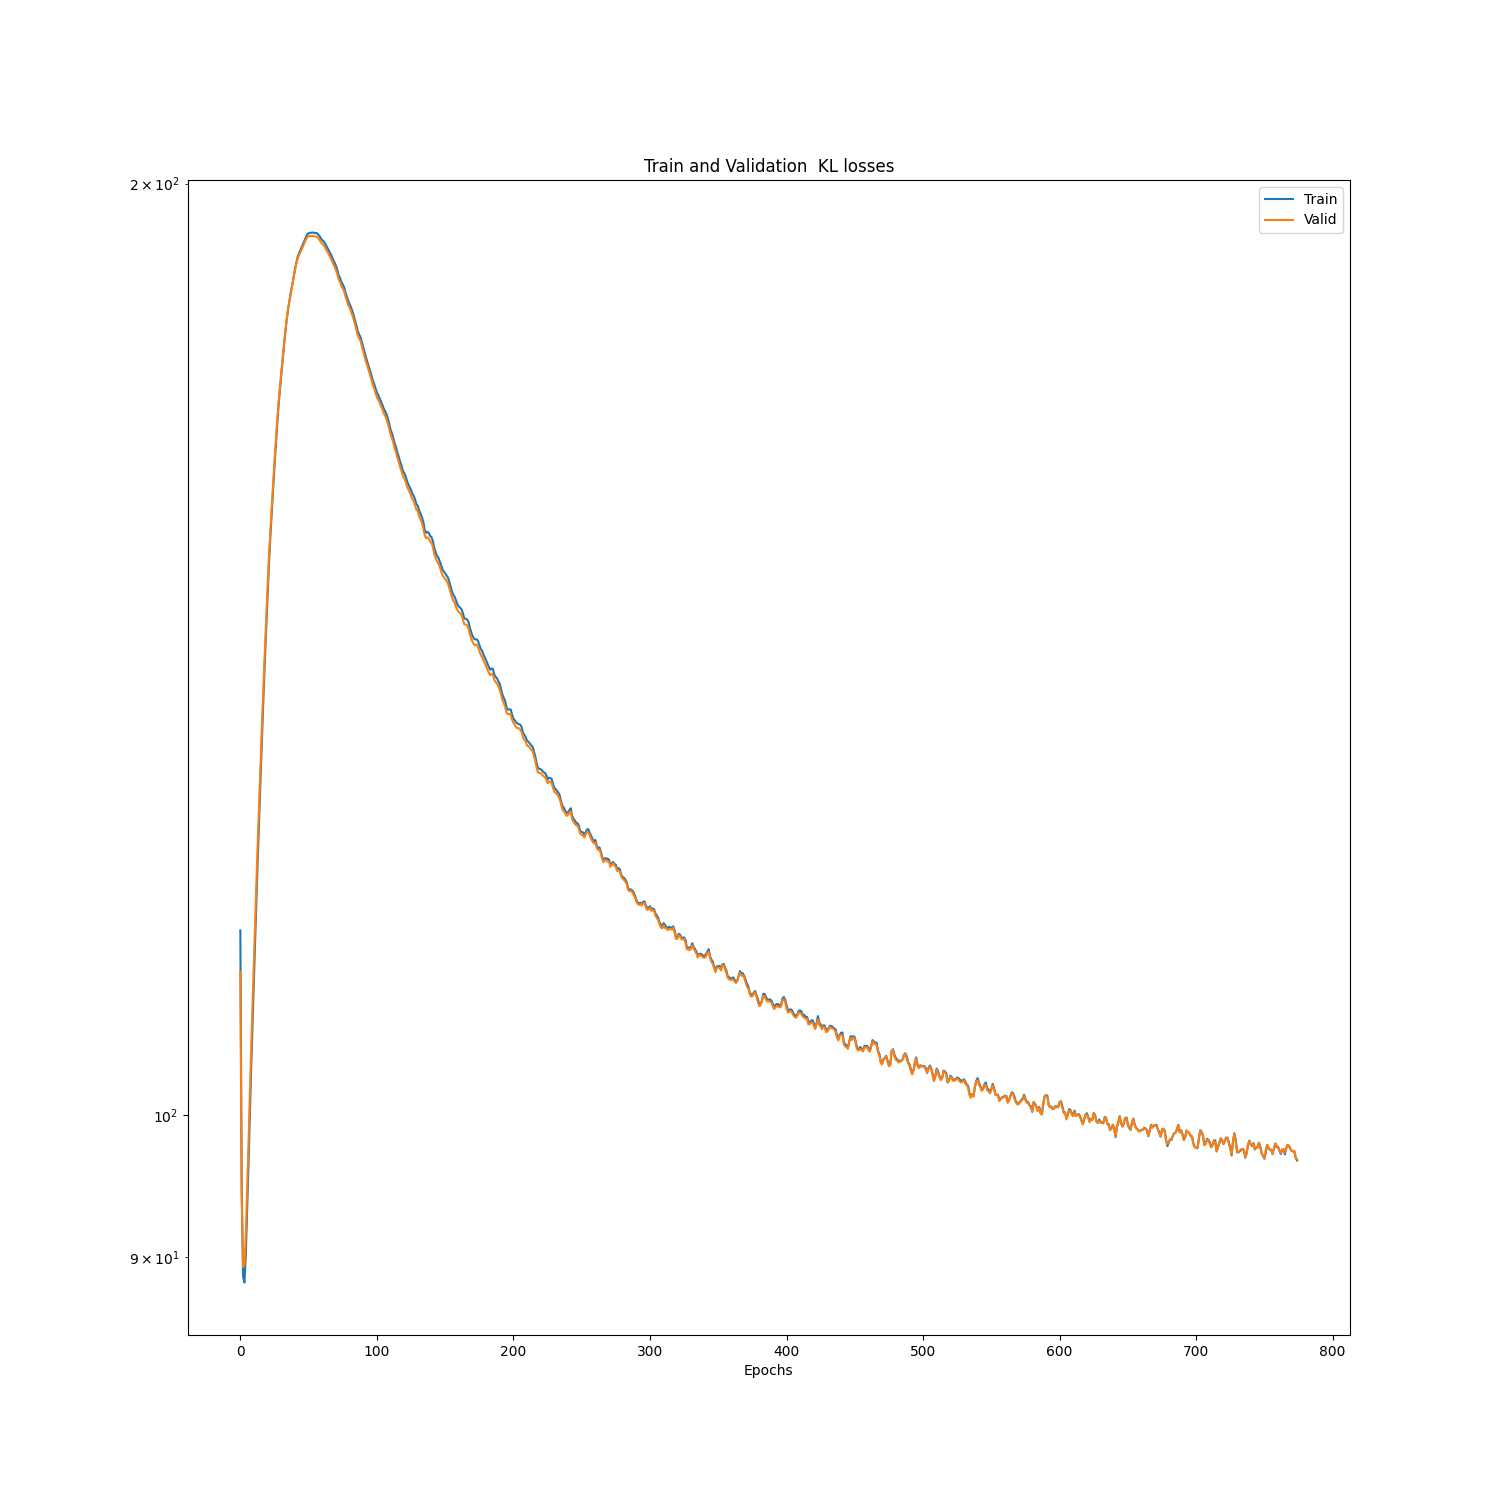 Train and Validation  KL losses
2 × 10²
Train
Valid
10²
9 × 10¹
0 100 200 300 400 500 600 700 800
Epochs